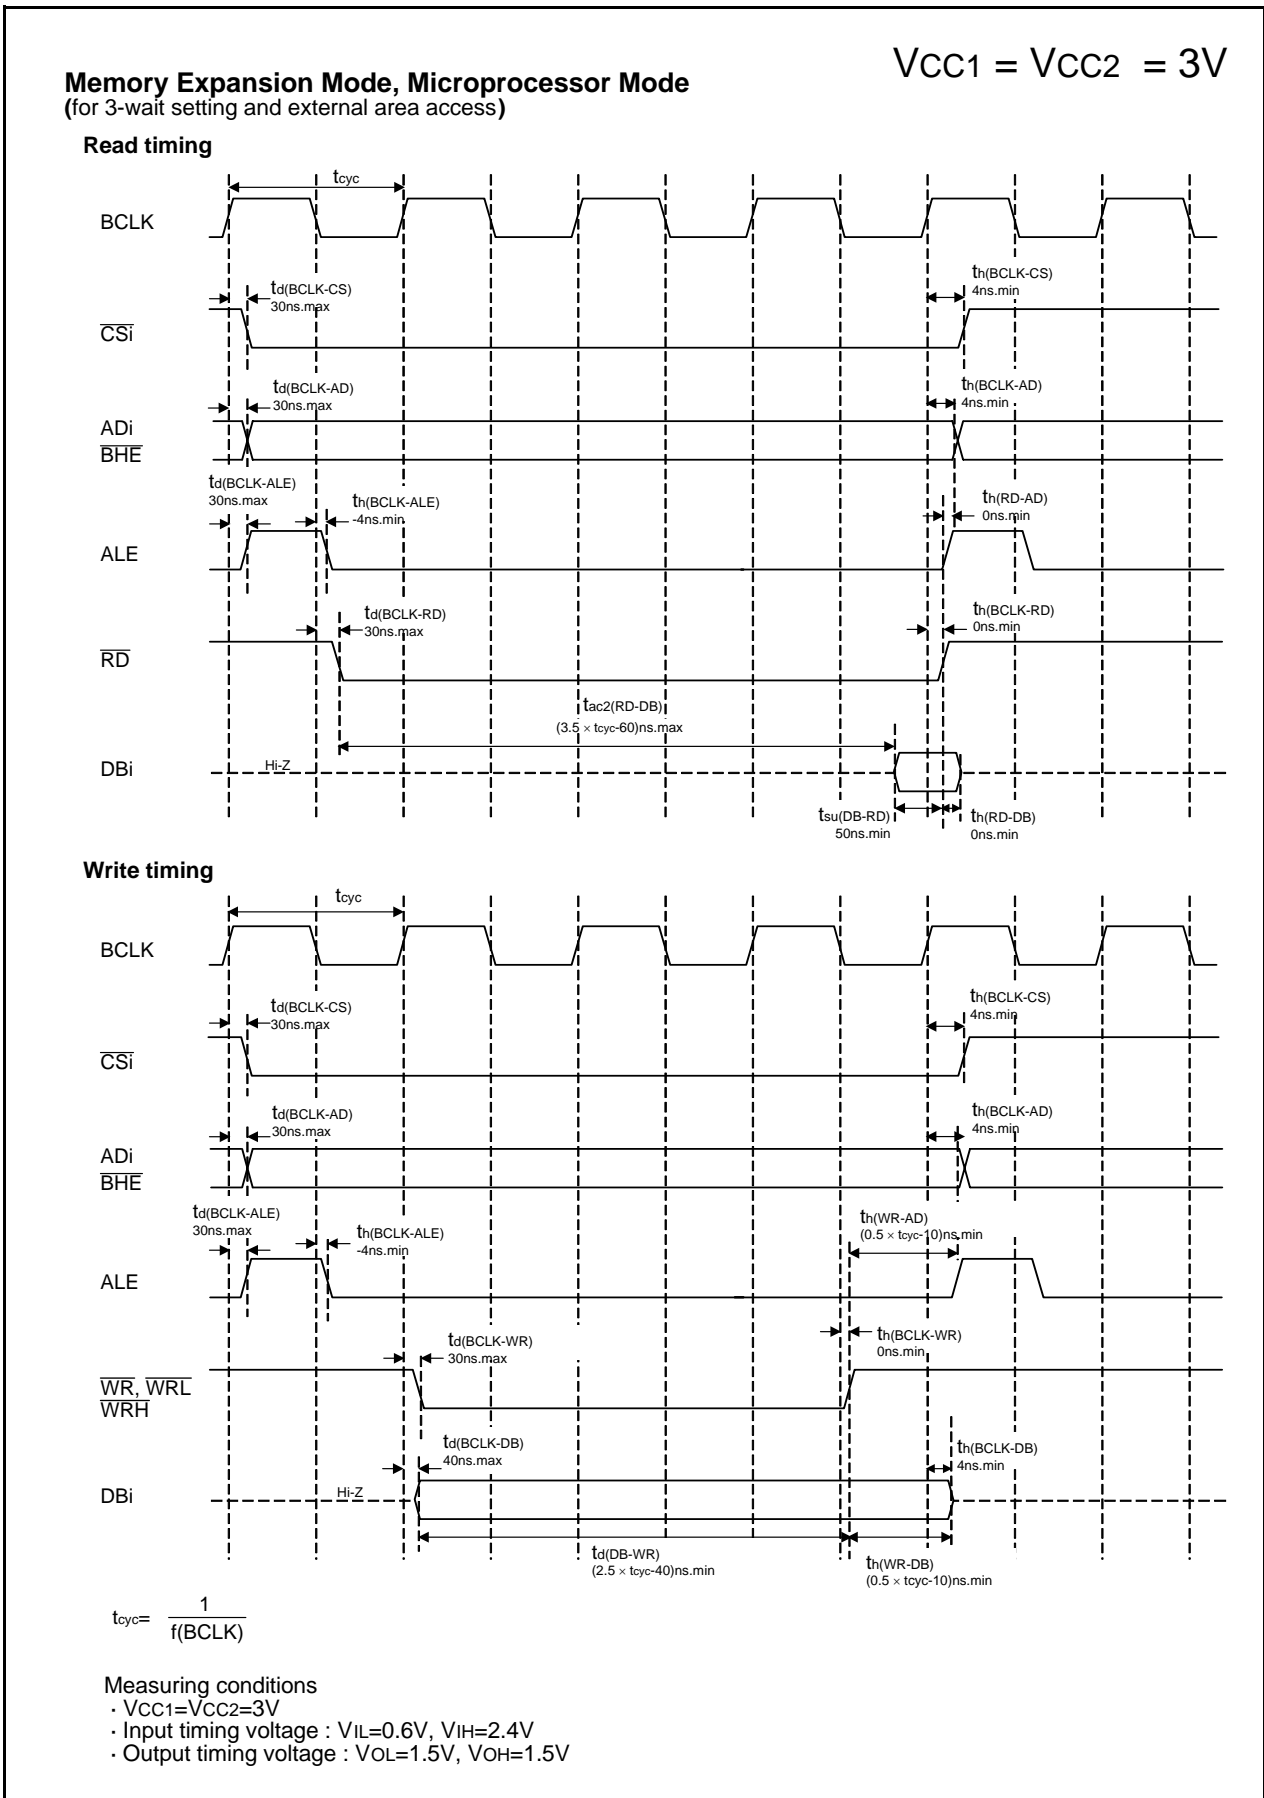 VCC1 = VCC2 = 3V
Memory Expansion Mode, Microprocessor Mode
(for 3-wait setting and external area access)
Read timing
tcyc
BCLK
td(BCLK-CS)
30ns.max
th(BCLK-CS)
4ns.min
CSi
td(BCLK-AD)
30ns.max
th(BCLK-AD)
4ns.min
ADi
BHE
td(BCLK-ALE)
30ns.max
th(BCLK-ALE)
-4ns.min
th(RD-AD)
0ns.min
ALE
td(BCLK-RD)
30ns.max
th(BCLK-RD)
0ns.min
RD
tac2(RD-DB)
(3.5 × tcyc-60)ns.max
DBi
Hi-Z
tsu(DB-RD)
50ns.min
th(RD-DB)
0ns.min
Write timing
tcyc
BCLK
td(BCLK-CS)
30ns.max
th(BCLK-CS)
4ns.min
CSi
td(BCLK-AD)
30ns.max
th(BCLK-AD)
4ns.min
ADi
BHE
td(BCLK-ALE)
30ns.max
th(BCLK-ALE)
-4ns.min
th(WR-AD)
(0.5 × tcyc-10)ns.min
ALE
td(BCLK-WR)
30ns.max
th(BCLK-WR)
0ns.min
WR, WRL
WRH
td(BCLK-DB)
40ns.max
th(BCLK-DB)
4ns.min
DBi
Hi-Z
td(DB-WR)
(2.5 × tcyc-40)ns.min
th(WR-DB)
(0.5 × tcyc-10)ns.min
tcyc= 1
f(BCLK)
Measuring conditions
· VCC1=VCC2=3V
· Input timing voltage : VIL=0.6V, VIH=2.4V
· Output timing voltage : VOL=1.5V, VOH=1.5V